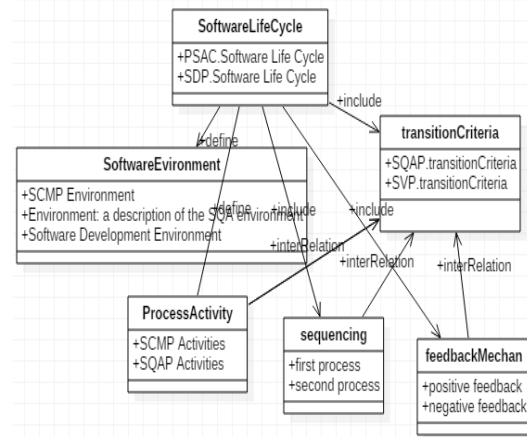 SoftwareLifeCycle
+PSAC.Software Life Cycle
+SDP.Software Life Cycle
+include
transitionCriteria
+SQAP.transitionCriteria
+SVP.transitionCriteria
+define
SoftwareEvironment
+SCMP Environment
+Environment: a description of the SQA environment
+Software Development Environment
+define
+include
+include
+interRelation
+interRelation
+interRelation
ProcessActivity
+SCMP Activities
+SQAP Activities
sequencing
+first process
+second process
feedbackMechan
+positive feedback
+negative feedback